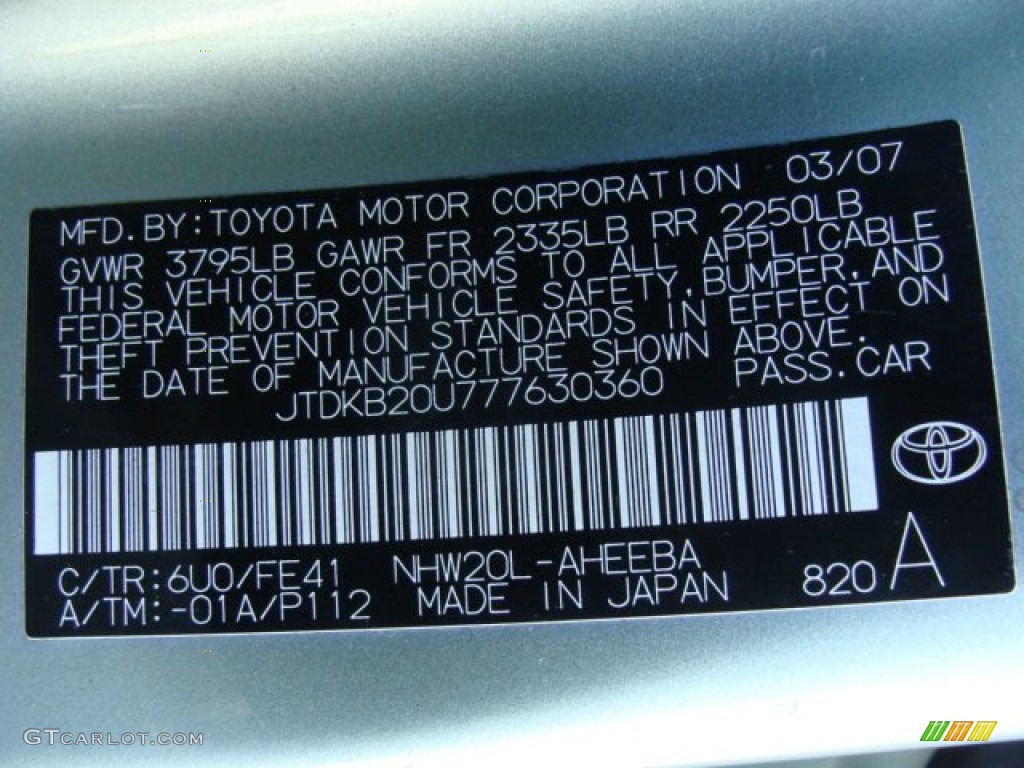 MFD. BY: TOYOTA MOTOR CORPORATION 03/07
GVWR 3795LB GAWR FR 2335LB RR 2250LB
THIS VEHICLE CONFORMS TO ALL APPLICABLE
FEDERAL MOTOR VEHICLE SAFETY, BUMPER, AND
THEFT PREVENTION STANDARDS IN EFFECT ON
THE DATE OF MANUFACTURE SHOWN ABOVE.
JTDKB20U777630360 PASS. CAR
C/TR: 6U0/FE41 NHW20L-AHEEBA
A/TM: -01A/P112 MADE IN JAPAN 820 A
GTCARLOT.COM